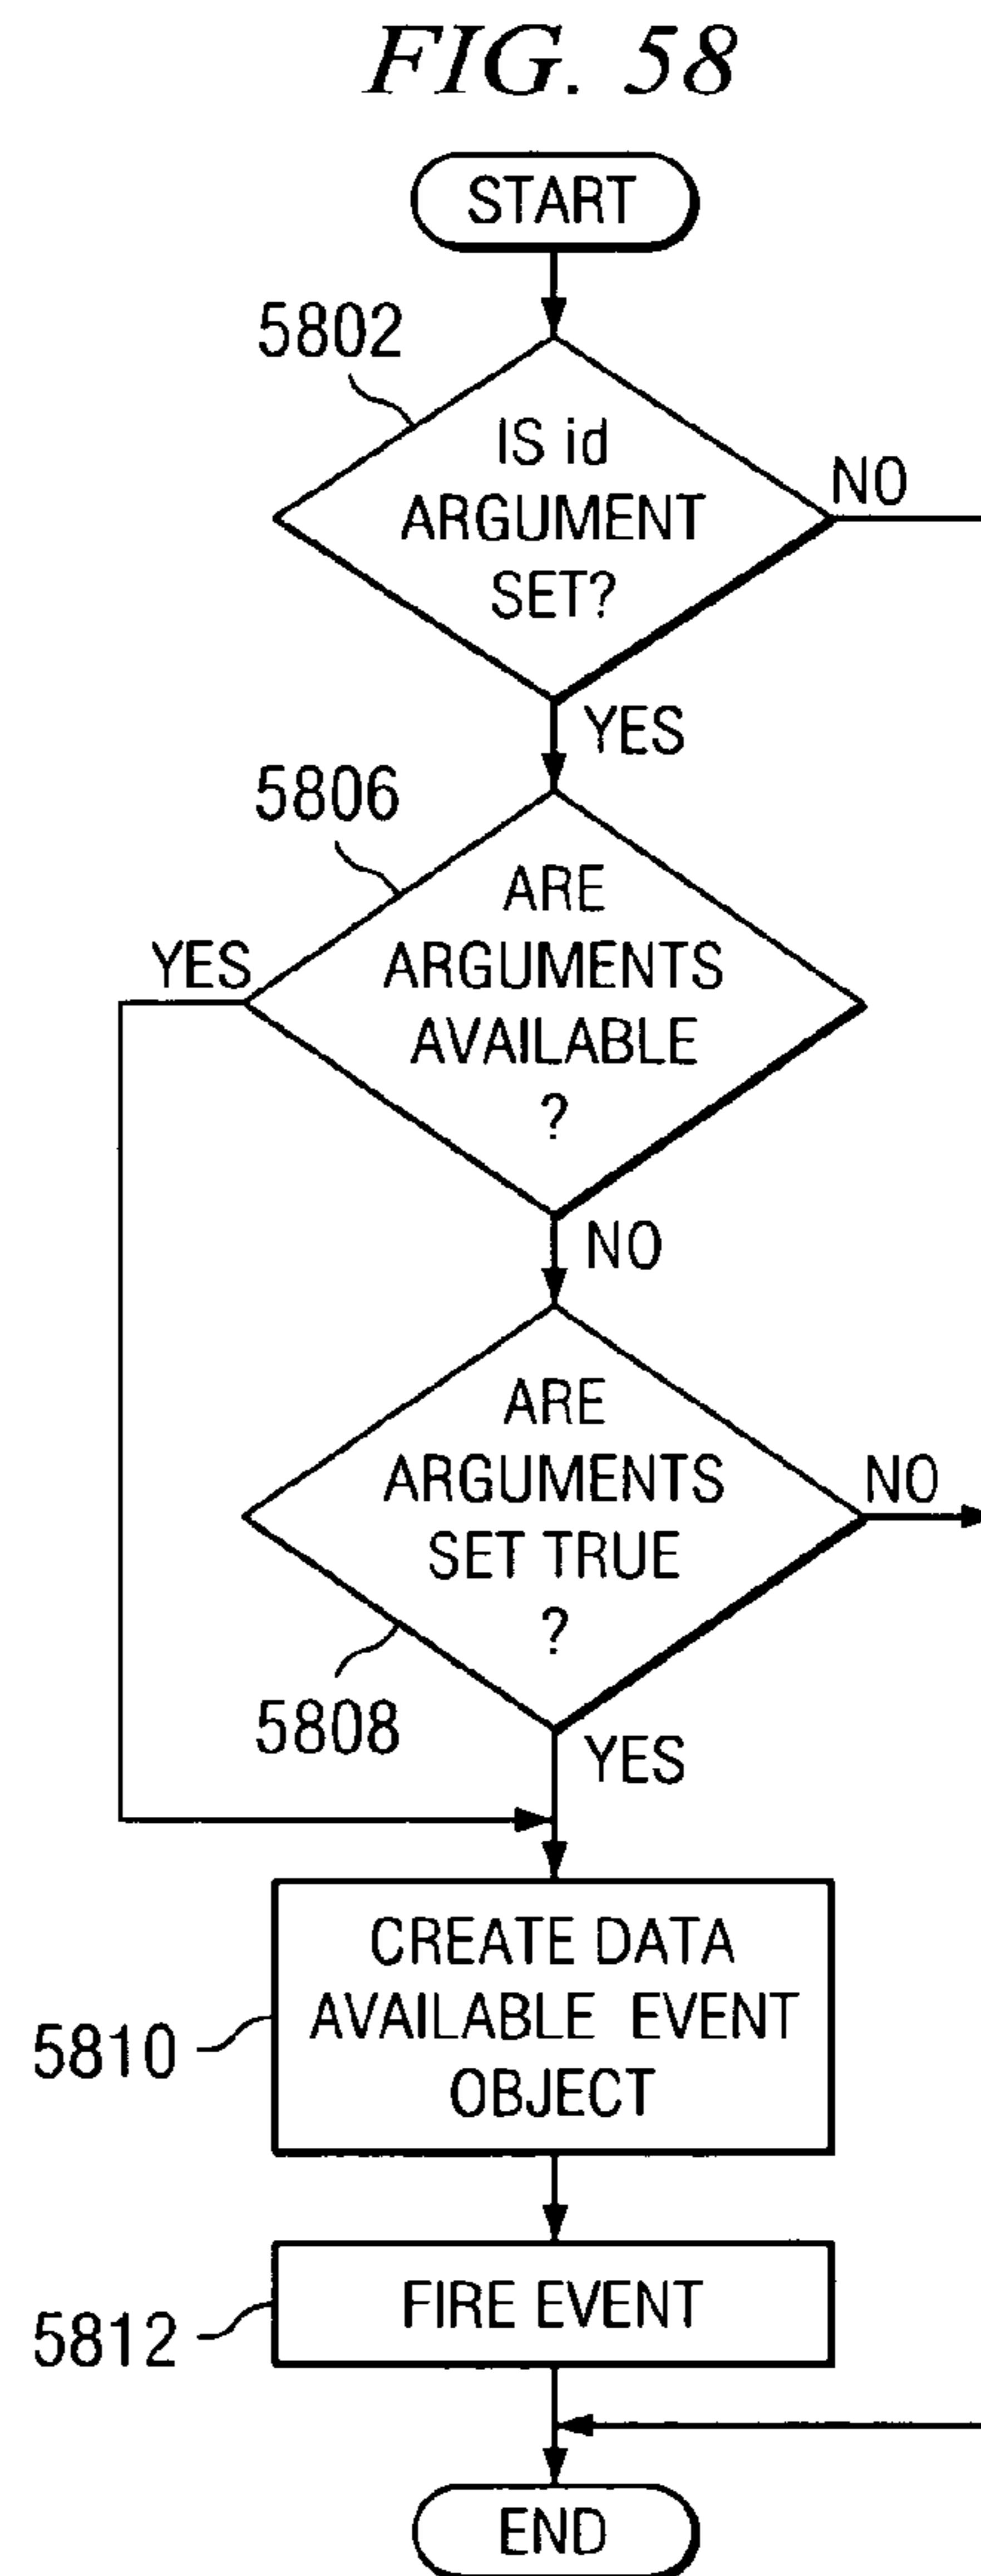 FIG. 58
START
5802
IS id
ARGUMENT
SET?
NO
YES
5806
ARE
ARGUMENTS
AVAILABLE
?
YES
NO
ARE
ARGUMENTS
SET TRUE
?
NO
5808
YES
CREATE DATA
AVAILABLE EVENT
OBJECT
5810
FIRE EVENT
5812
END